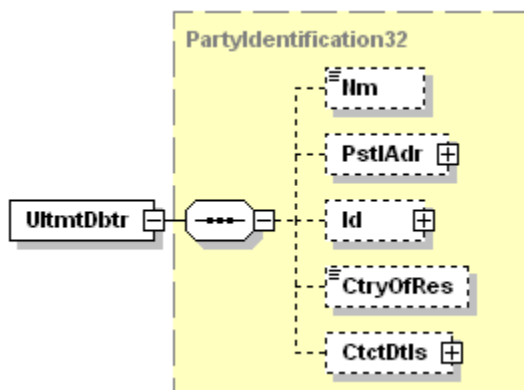 PartyIdentification32
Nm
PstlAdr
UltmtDbtr
Id
CtryOfRes
CtctDtls